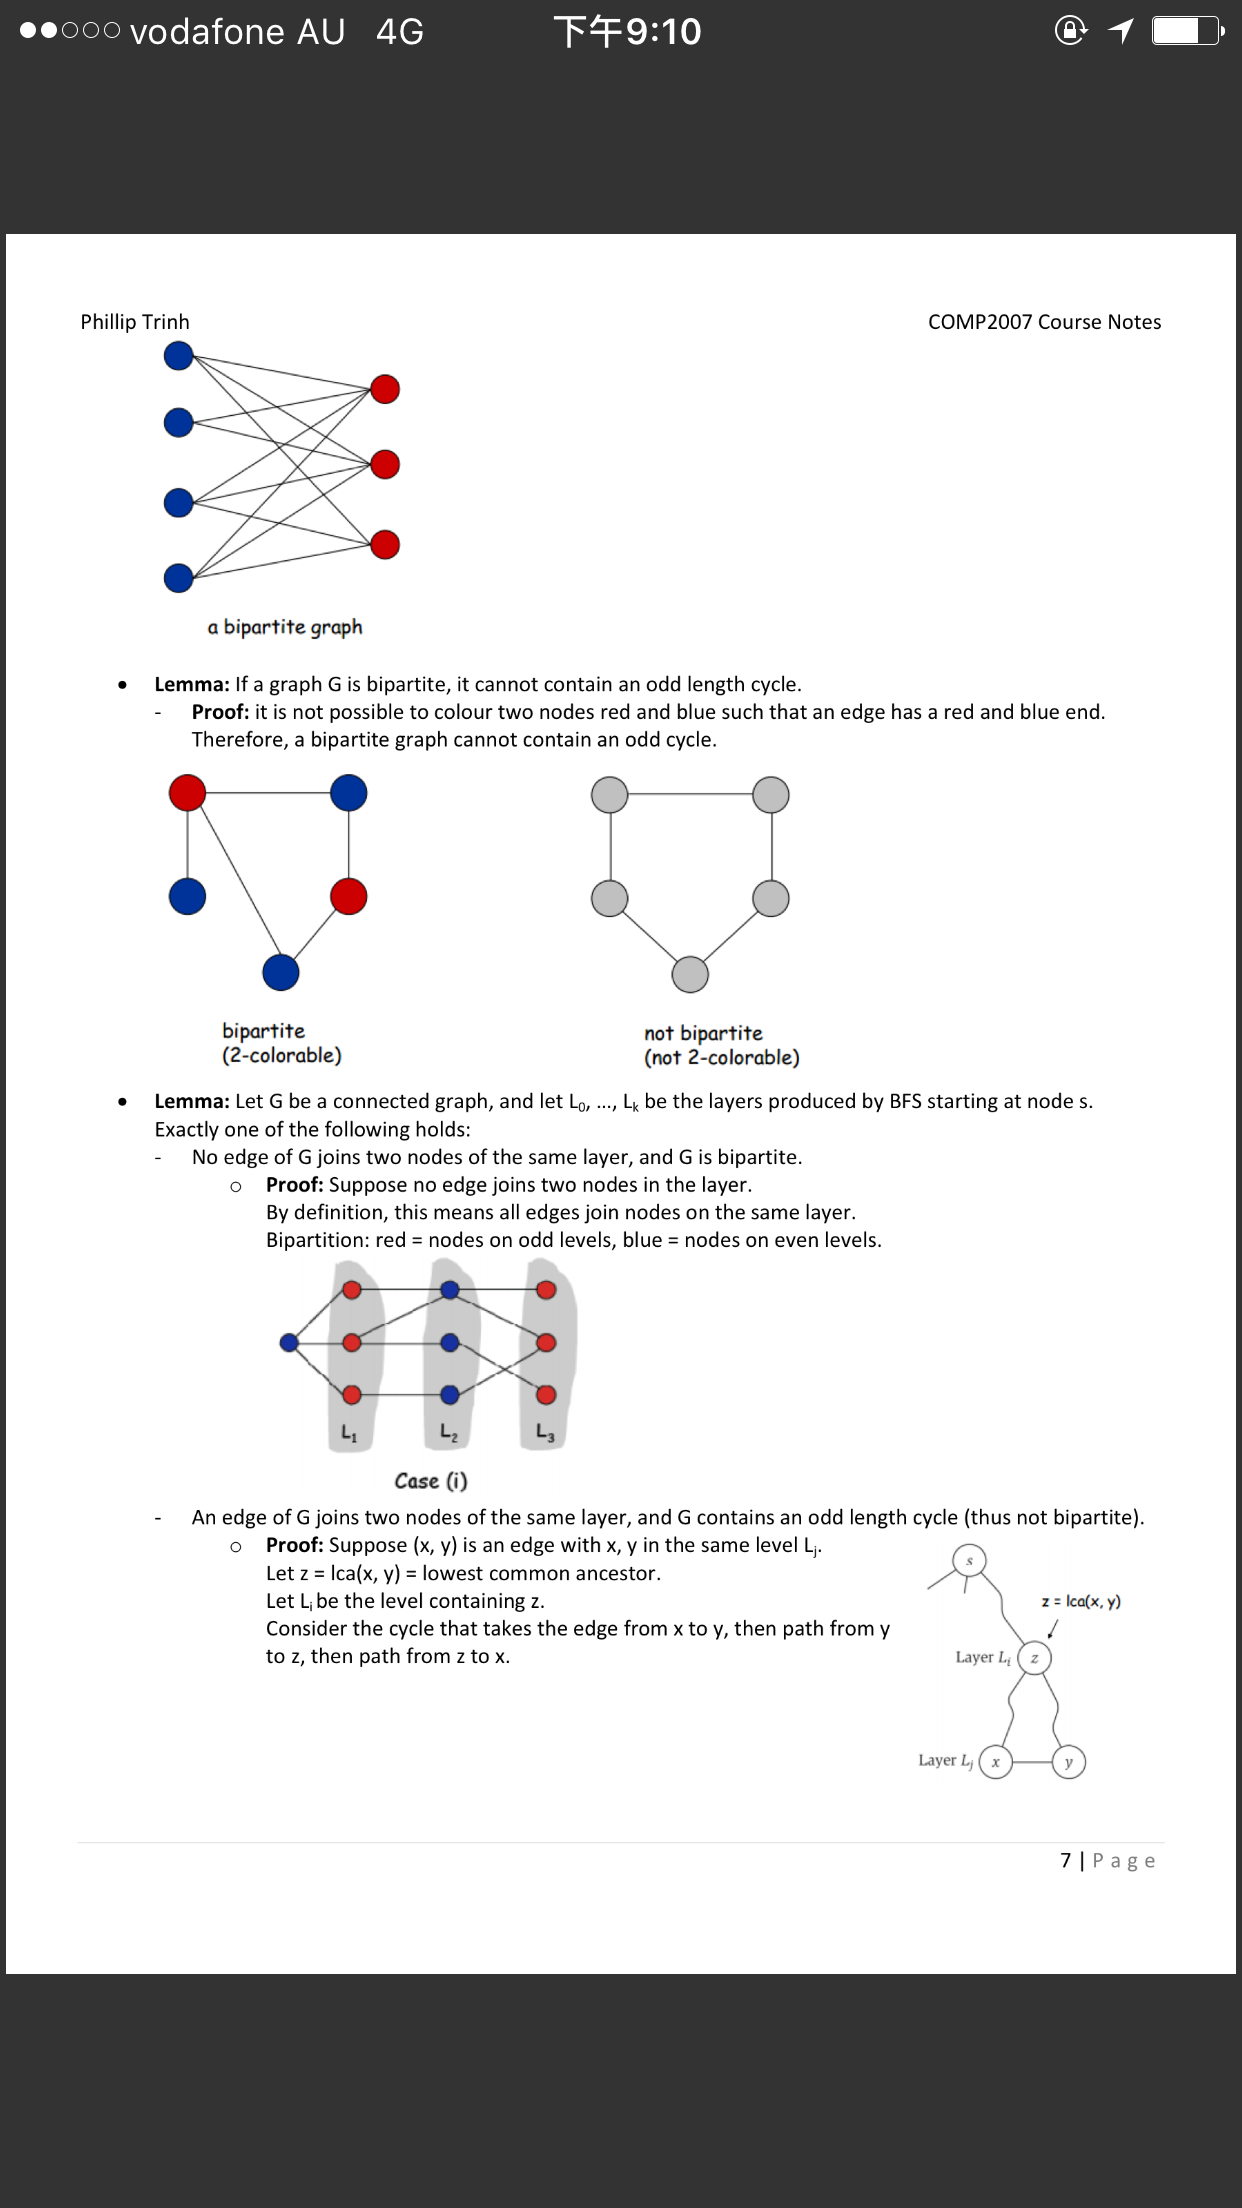 vodafone AU 4G 下午9:10
Phillip Trinh COMP2007 Course Notes
a bipartite graph
• Lemma: If a graph G is bipartite, it cannot contain an odd length cycle.
- Proof: it is not possible to colour two nodes red and blue such that an edge has a red and blue end.
Therefore, a bipartite graph cannot contain an odd cycle.
bipartite
(2-colorable)
not bipartite
(not 2-colorable)
• Lemma: Let G be a connected graph, and let L₀, ..., Lₖ be the layers produced by BFS starting at node s.
Exactly one of the following holds:
- No edge of G joins two nodes of the same layer, and G is bipartite.
o Proof: Suppose no edge joins two nodes in the layer.
By definition, this means all edges join nodes on the same layer.
Bipartition: red = nodes on odd levels, blue = nodes on even levels.
L₁ L₂ L₃
Case (i)
- An edge of G joins two nodes of the same layer, and G contains an odd length cycle (thus not bipartite).
o Proof: Suppose (x, y) is an edge with x, y in the same level Lⱼ.
Let z = lca(x, y) = lowest common ancestor.
Let Lᵢ be the level containing z.
Consider the cycle that takes the edge from x to y, then path from y
to z, then path from z to x.
s
z = lca(x, y)
Layer Lᵢ z
Layer Lⱼ x y
7 | Page